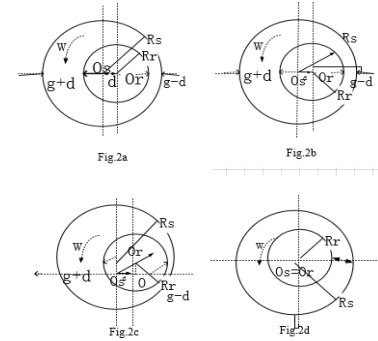 W
Rs
Rr
Os
Or
g+d
d
g-d
Fig.2a
W
Rs
g+d
Os
Or
g-d
Rr
Fig.2b
W
Rs
Or
g+d
Os
O
Rr
g-d
Fig.2c
W
Rr
Os=Or
Rs
Fig.2d